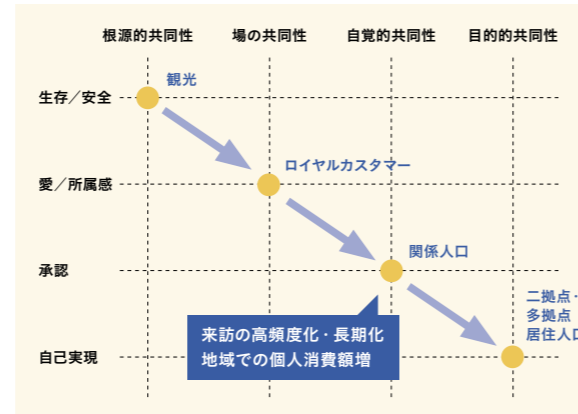 根源的共同性 場の共同性 自覚的共同性 目的的共同性
生存／安全
観光
愛／所属感
ロイヤルカスタマー
承認
関係人口
自己実現
二拠点・
多拠点
居住人口
来訪の高頻度化・長期化
地域での個人消費額増